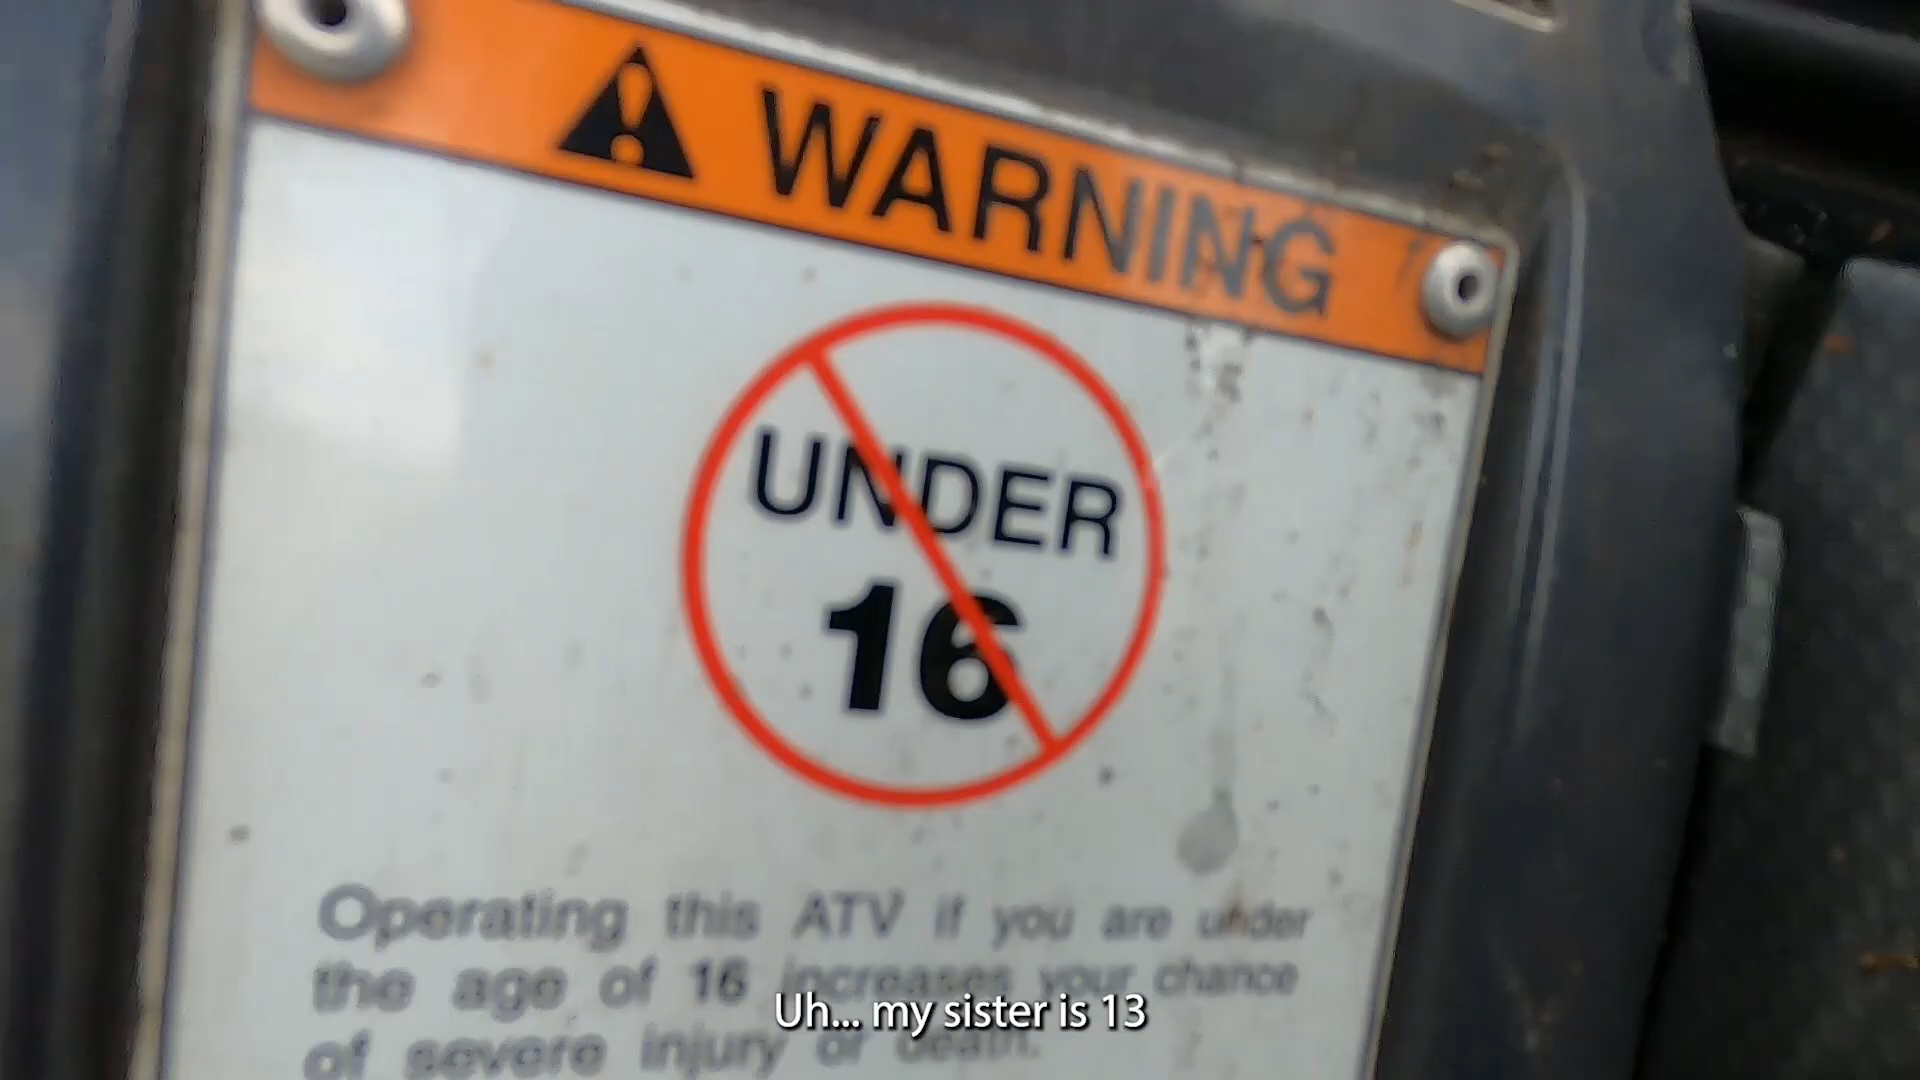 WARNING
UNDER
16
Operating this ATV if you are under
the age of 16 increases your chance
of severe injury or death.
Uh... my sister is 13